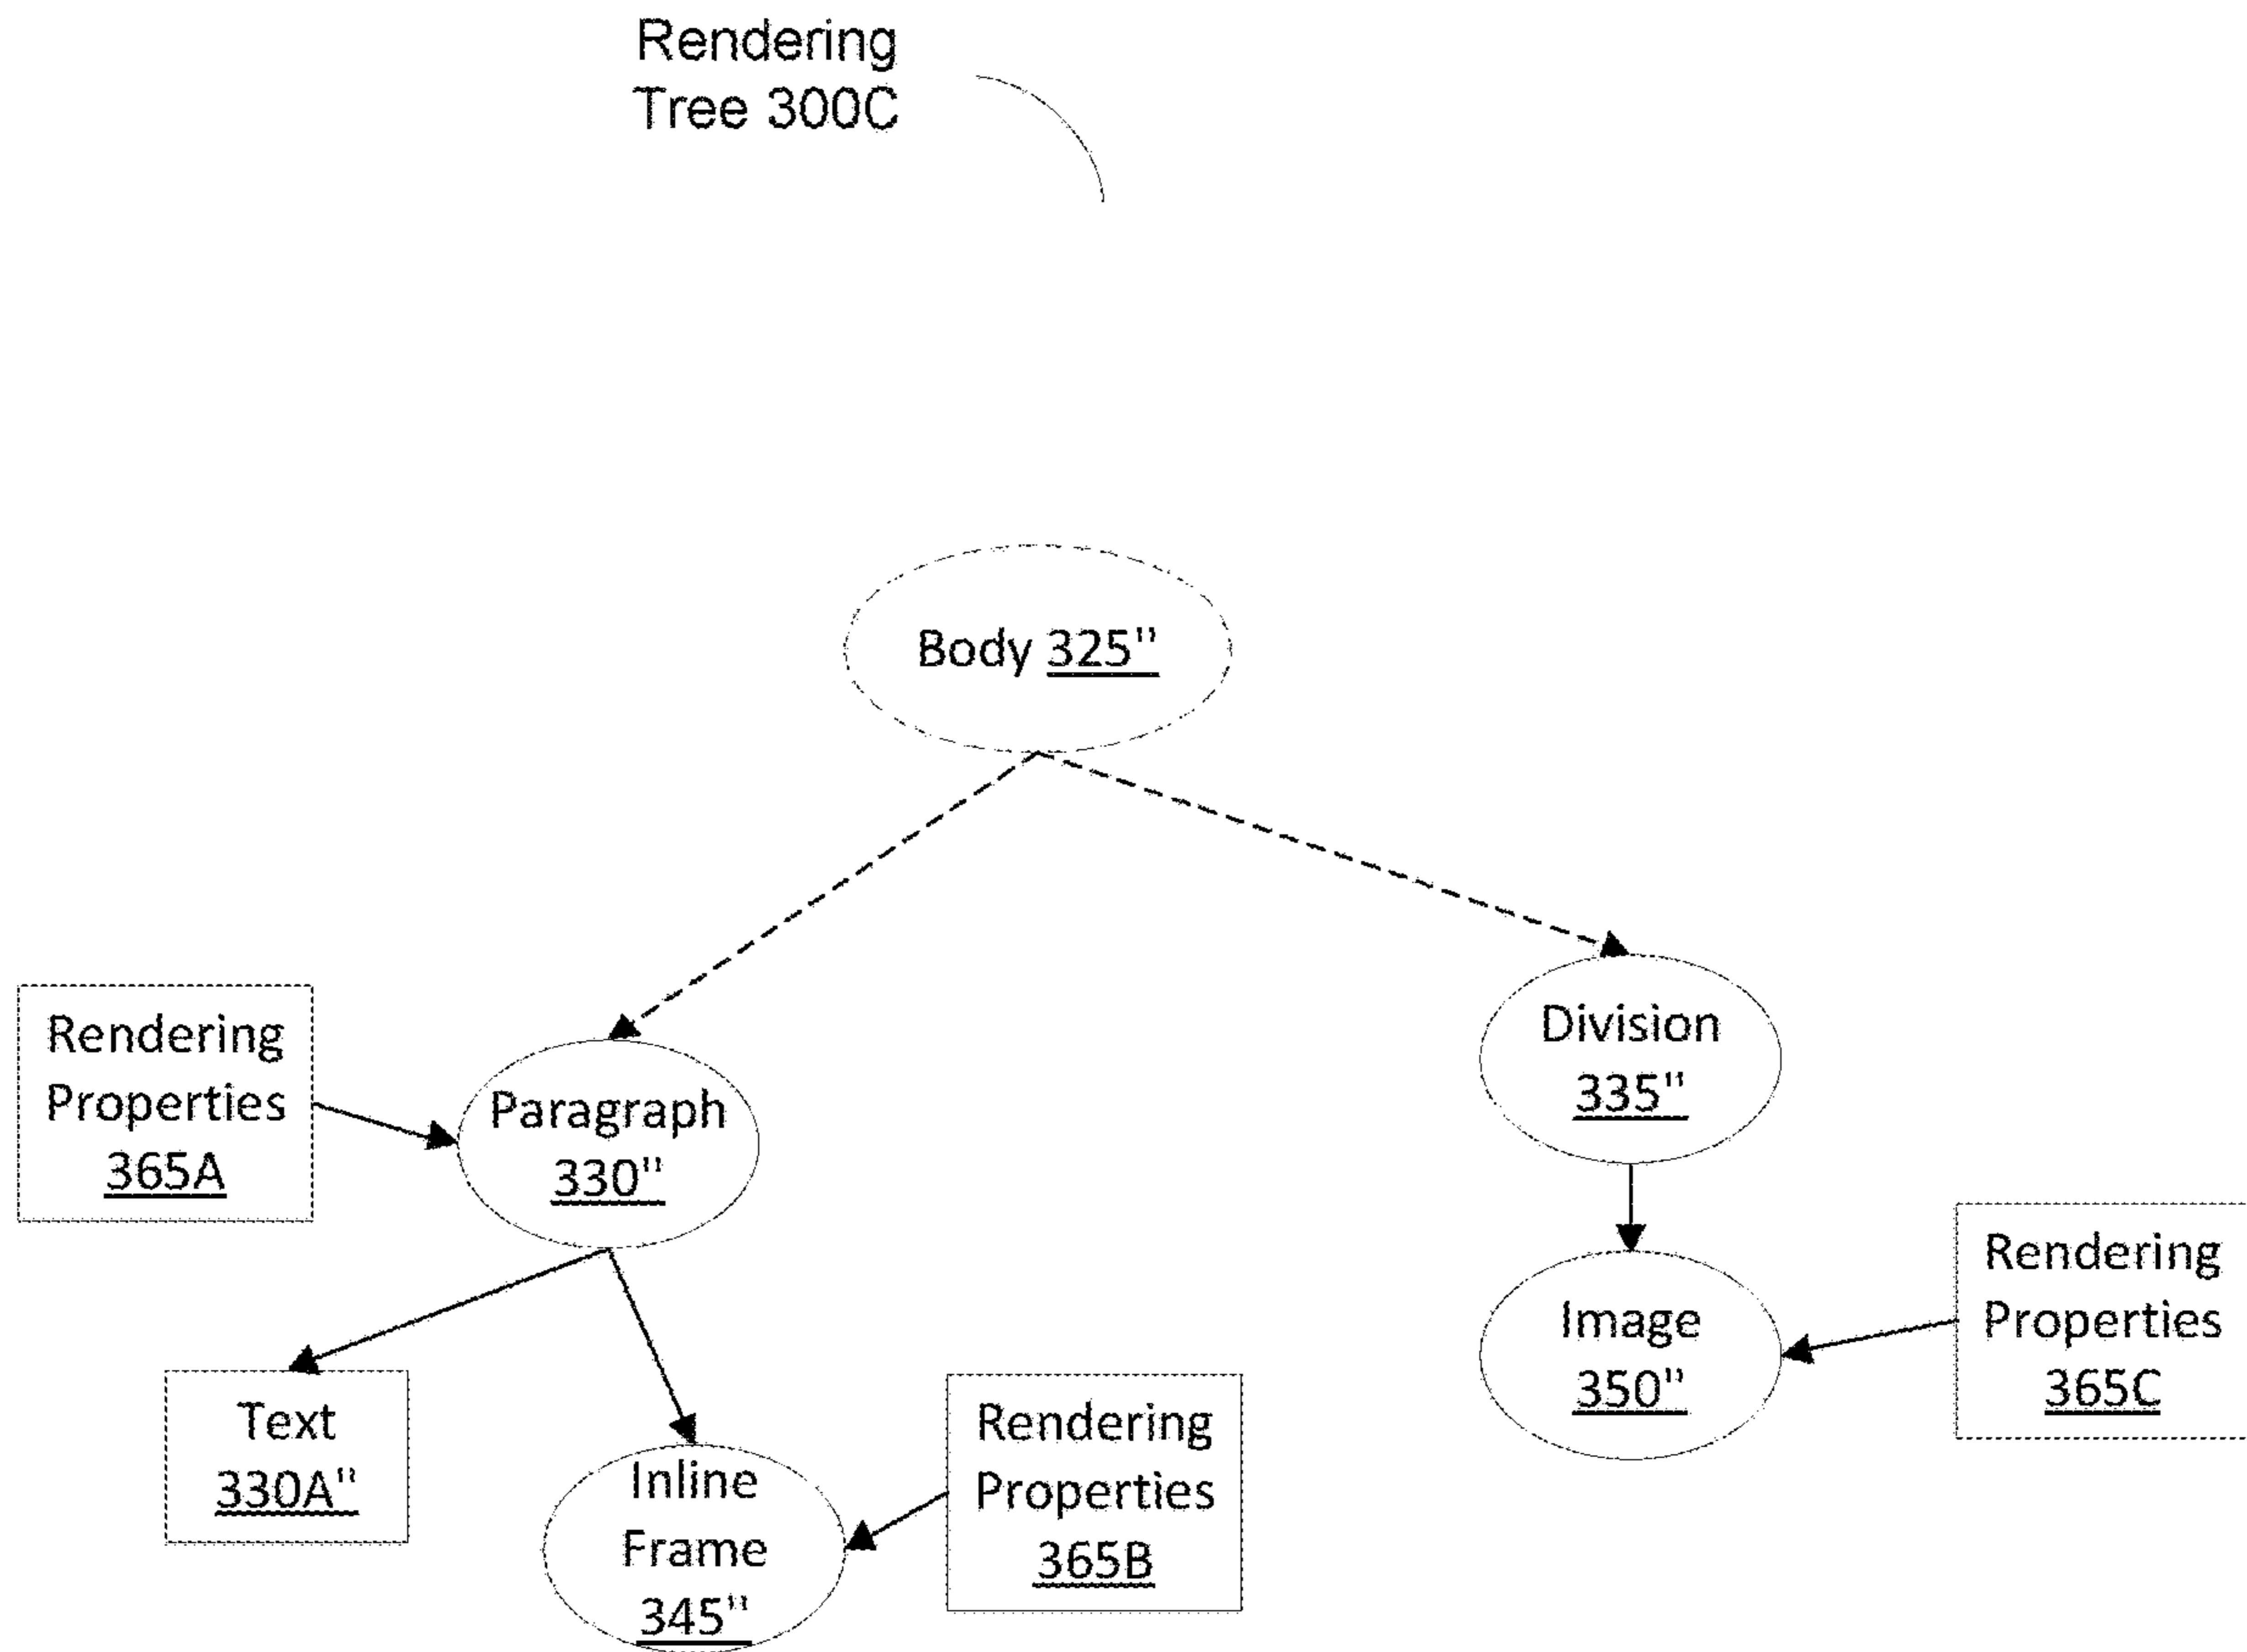 Rendering
Tree 300C
Body 325"
Rendering
Properties
365A
Paragraph
330"
Division
335"
Text
330A"
Inline
Frame
345"
Rendering
Properties
365B
Image
350"
Rendering
Properties
365C